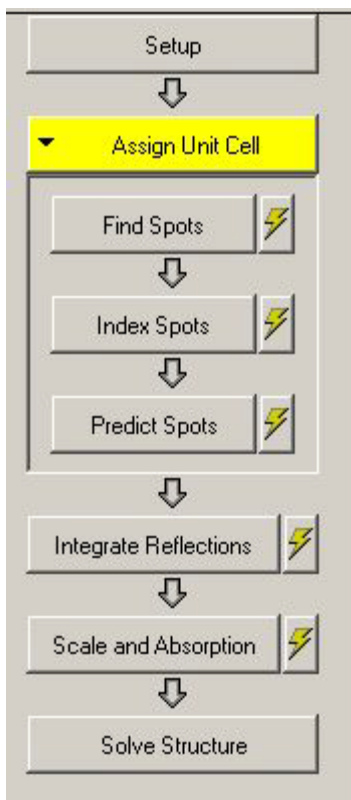 Setup
Assign Unit Cell
Find Spots
Index Spots
Predict Spots
Integrate Reflections
Scale and Absorption
Solve Structure